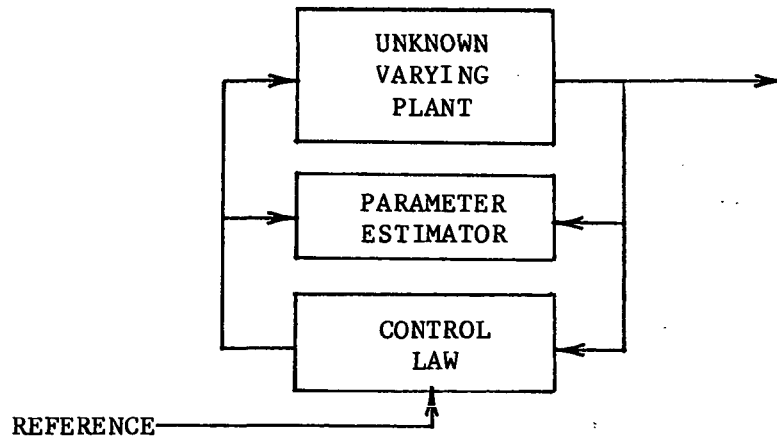 UNKNOWN
VARYING
PLANT
PARAMETER
ESTIMATOR
CONTROL
LAW
REFERENCE